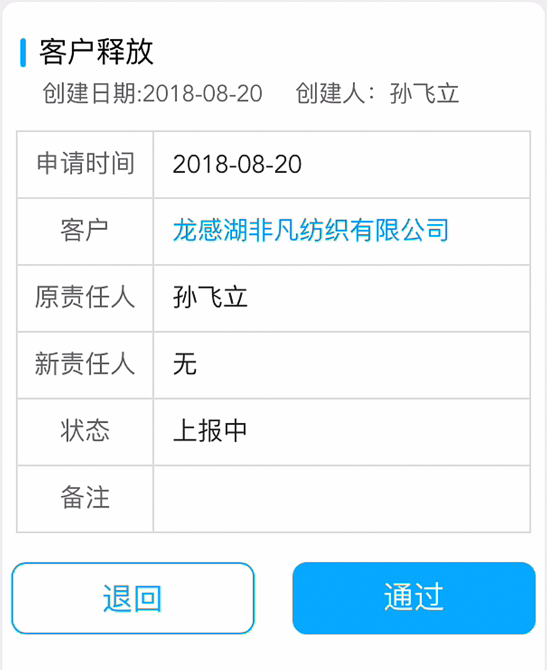 客户释放
创建日期:2018-08-20 创建人：孙飞立
申请时间 2018-08-20
客户 龙感湖非凡纺织有限公司
原责任人 孙飞立
新责任人 无
状态 上报中
备注
退回 通过